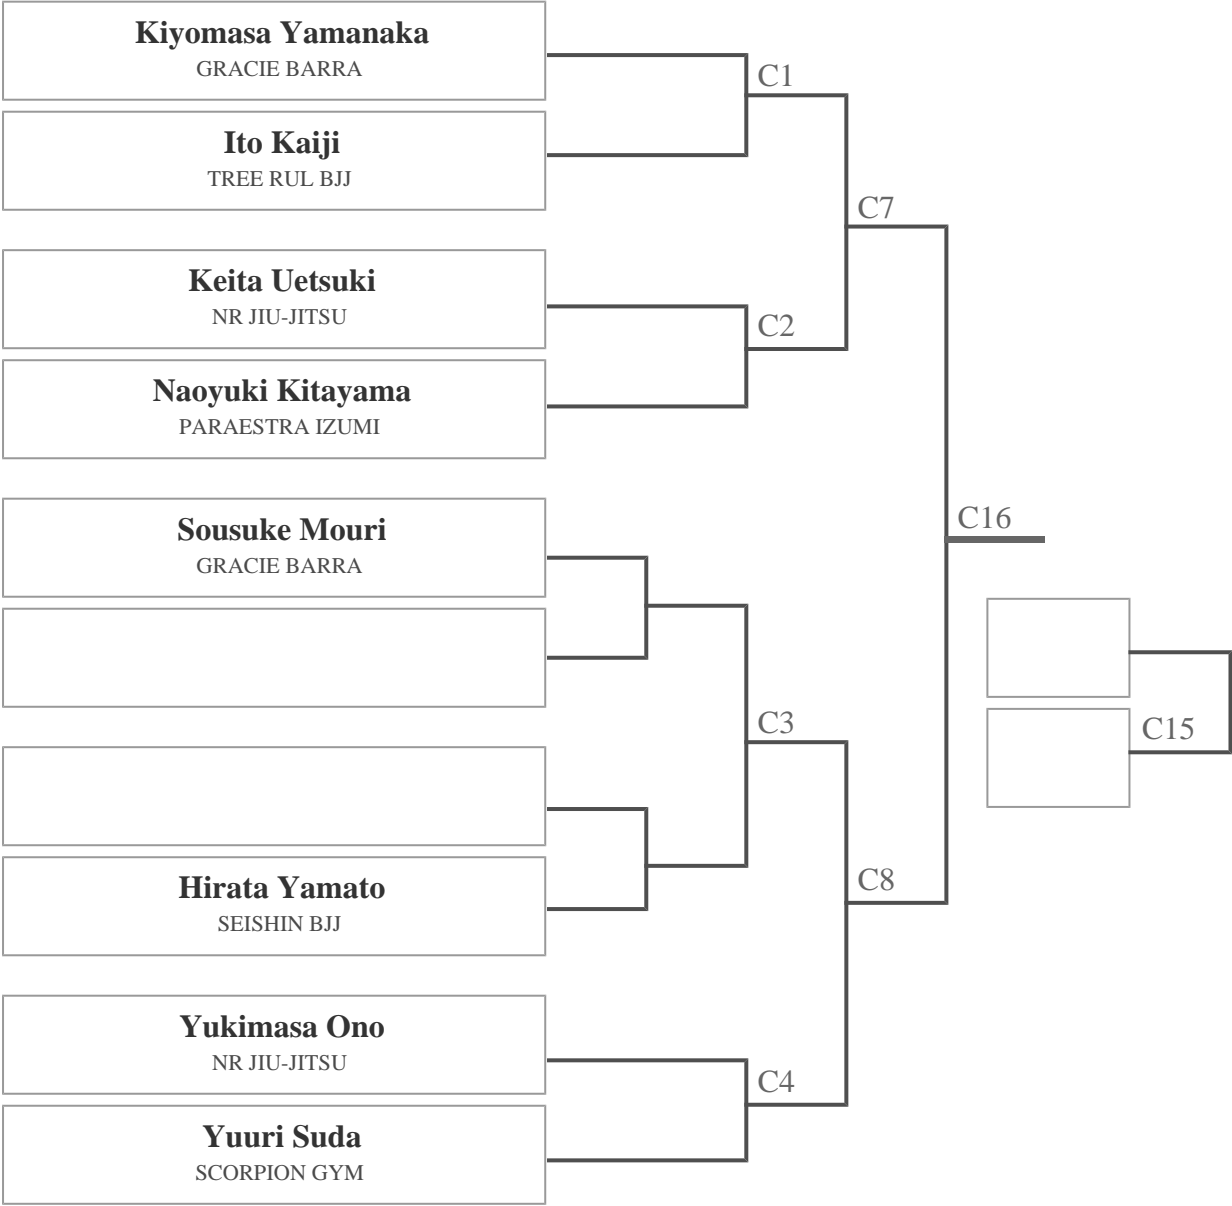 Kiyomasa Yamanaka
GRACIE BARRA
C1
Ito Kaiji
TREE RUL BJJ
C7
Keita Uetsuki
NR JIU-JITSU
C2
Naoyuki Kitayama
PARAESTRA IZUMI
Sousuke Mouri
GRACIE BARRA
C16
C3
C15
Hirata Yamato
SEISHIN BJJ
C8
Yukimasa Ono
NR JIU-JITSU
C4
Yuuri Suda
SCORPION GYM